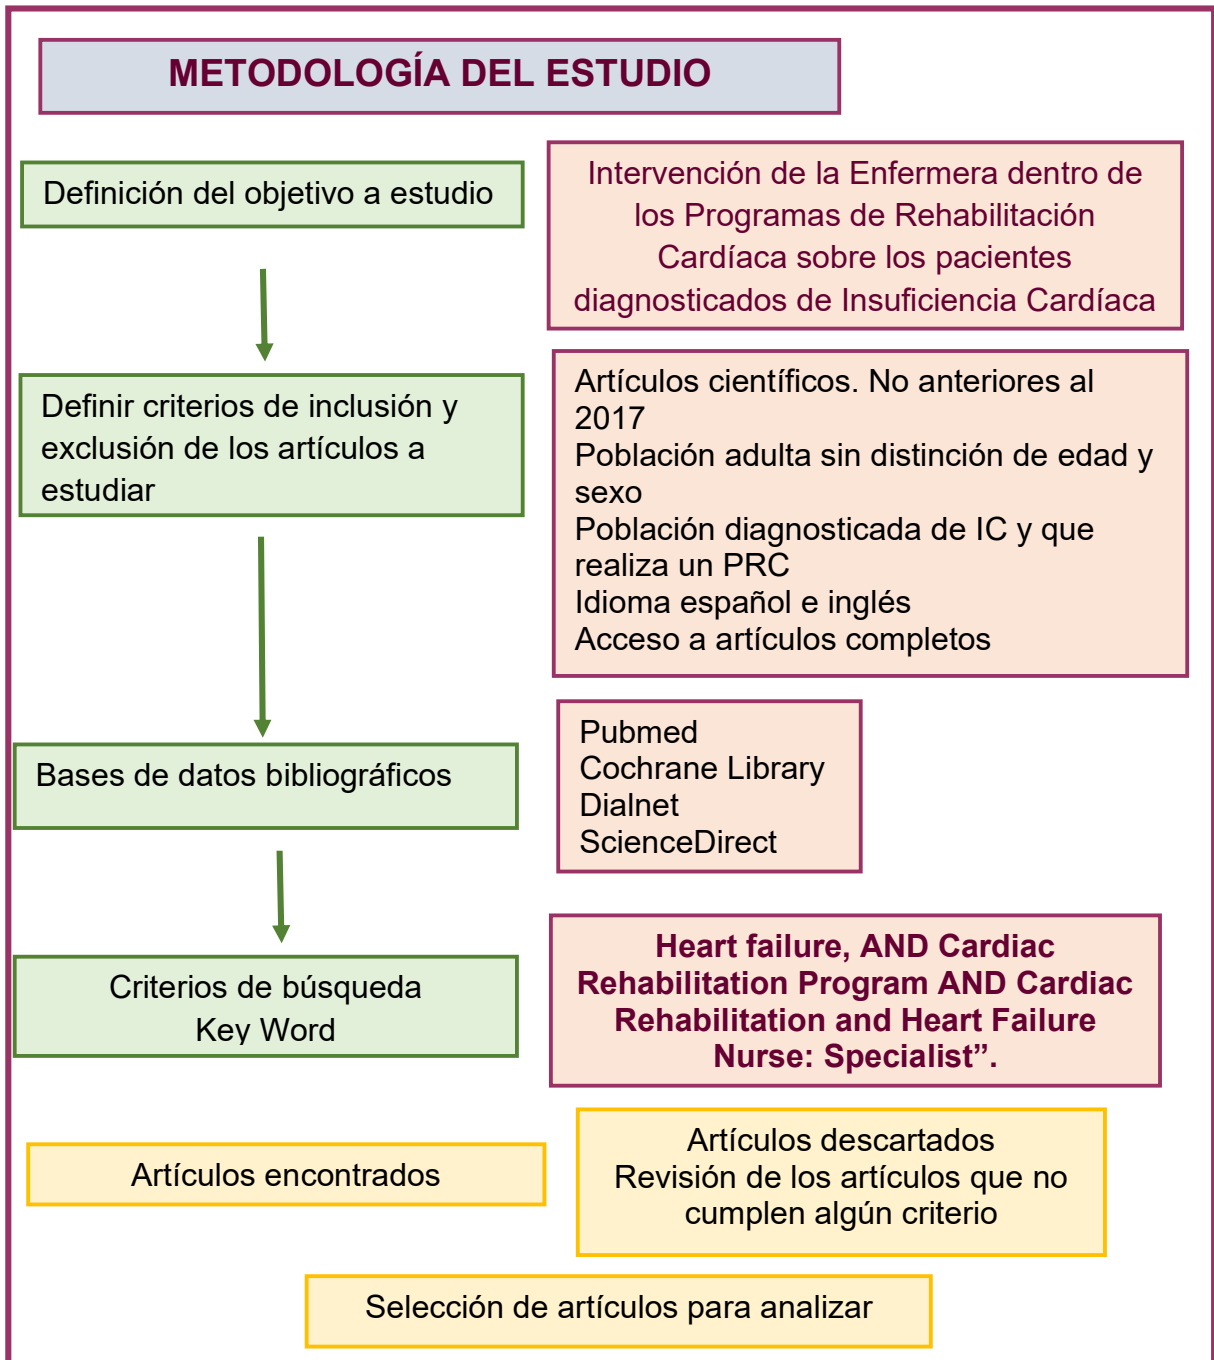 METODOLOGÍA DEL ESTUDIO
Definición del objetivo a estudio
Intervención de la Enfermera dentro de
los Programas de Rehabilitación
Cardíaca sobre los pacientes
diagnosticados de Insuficiencia Cardíaca
Definir criterios de inclusión y
exclusión de los artículos a
estudiar
Artículos científicos. No anteriores al
2017
Población adulta sin distinción de edad y
sexo
Población diagnosticada de IC y que
realiza un PRC
Idioma español e inglés
Acceso a artículos completos
Bases de datos bibliográficos
Pubmed
Cochrane Library
Dialnet
ScienceDirect
Criterios de búsqueda
Key Word
Heart failure, AND Cardiac
Rehabilitation Program AND Cardiac
Rehabilitation and Heart Failure
Nurse: Specialist”.
Artículos encontrados
Artículos descartados
Revisión de los artículos que no
cumplen algún criterio
Selección de artículos para analizar